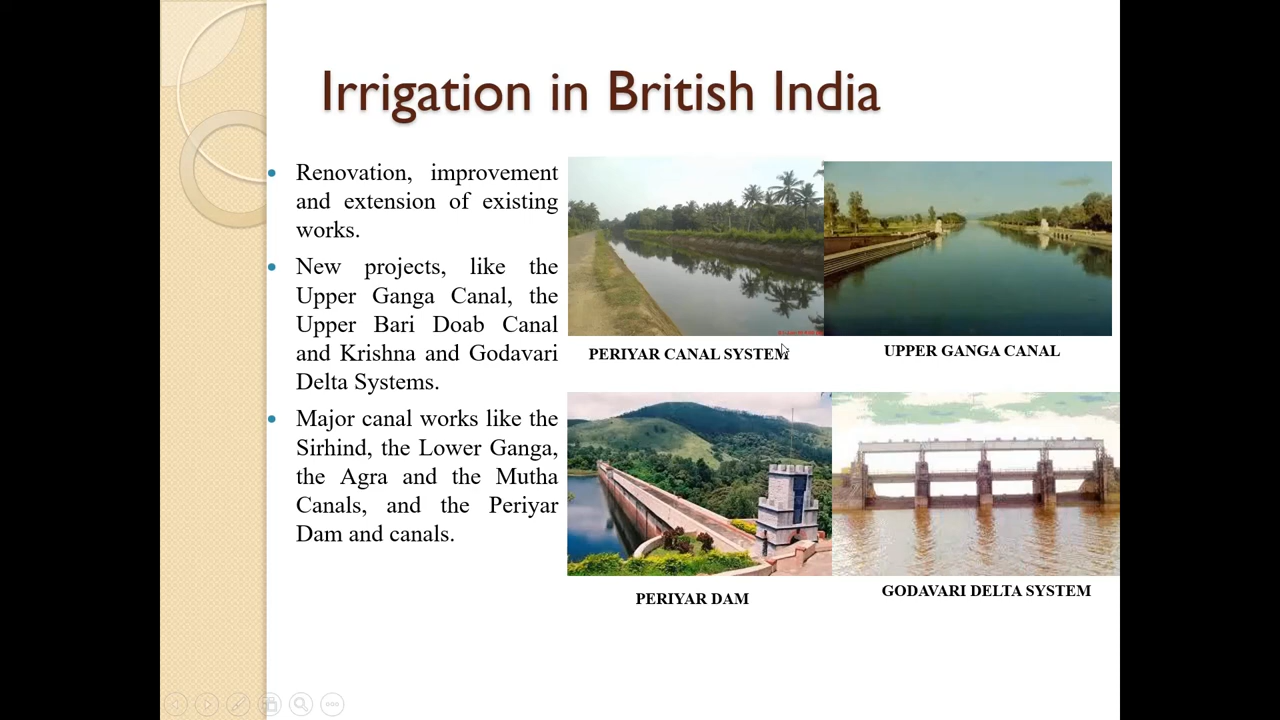 Irrigation in British India
Renovation, improvement
and extension of existing
works.
New projects, like the
Upper Ganga Canal, the
Upper Bari Doab Canal
and Krishna and Godavari
Delta Systems.
Major canal works like the
Sirhind, the Lower Ganga,
the Agra and the Mutha
Canals, and the Periyar
Dam and canals.
PERIYAR CANAL SYSTEM
UPPER GANGA CANAL
PERIYAR DAM
GODAVARI DELTA SYSTEM